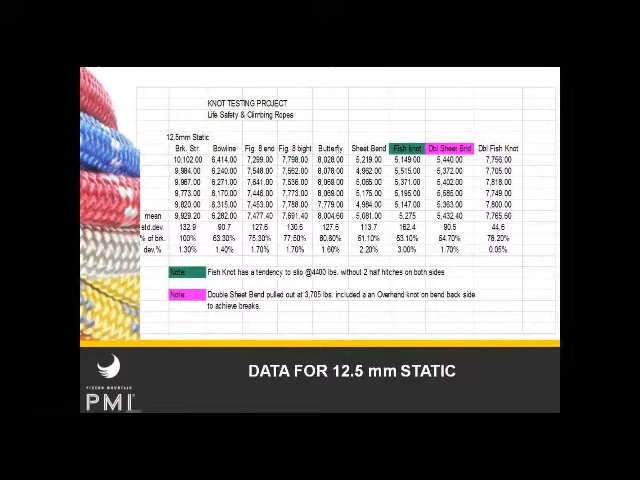 KNOT TESTING PROJECT
Life Safety & Climbing Ropes
12.5mm Static
Brk. Str. Bowline Fig. 8 end Fig. 8 bight Butterfly Sheet Bend Fish knot Dbl Sheet Bnd Dbl Fish Knot
10,102.00 6,414.00 7,299.00 7,798.00 8,028.00 5,219.00 5,149.00 5,440.00 7,756.00
9,984.00 6,240.00 7,548.00 7,562.00 8,078.00 4,962.00 5,515.00 5,372.00 7,705.00
9,967.00 6,271.00 7,641.00 7,536.00 8,069.00 5,065.00 5,371.00 5,402.00 7,818.00
9,773.00 6,170.00 7,446.00 7,773.00 8,069.00 5,175.00 5,195.00 5,585.00 7,749.00
9,820.00 6,315.00 7,453.00 7,788.00 7,779.00 4,984.00 5,147.00 5,363.00 7,800.00
mean 9,929.20 6,282.00 7,477.40 7,691.40 8,004.60 5,081.00 5,275 5,432.40 7,765.60
std.dev. 132.9 90.7 127.6 130.6 127.6 113.7 162.4 90.5 44.6
% of brk. 100% 63.30% 75.30% 77.50% 80.80% 51.10% 53.10% 54.70% 78.20%
dev.% 1.30% 1.40% 1.70% 1.70% 1.60% 2.20% 3.00% 1.70% 0.05%
Note: Fish Knot has a tendency to slip @4400 lbs. without 2 half hitches on both sides
Note: Double Sheet Bend pulled out at 3,705 lbs. included a an Overhand knot on bend back side
to achieve breaks.
DATA FOR 12.5 mm STATIC
PIGEON MOUNTAIN
PMI